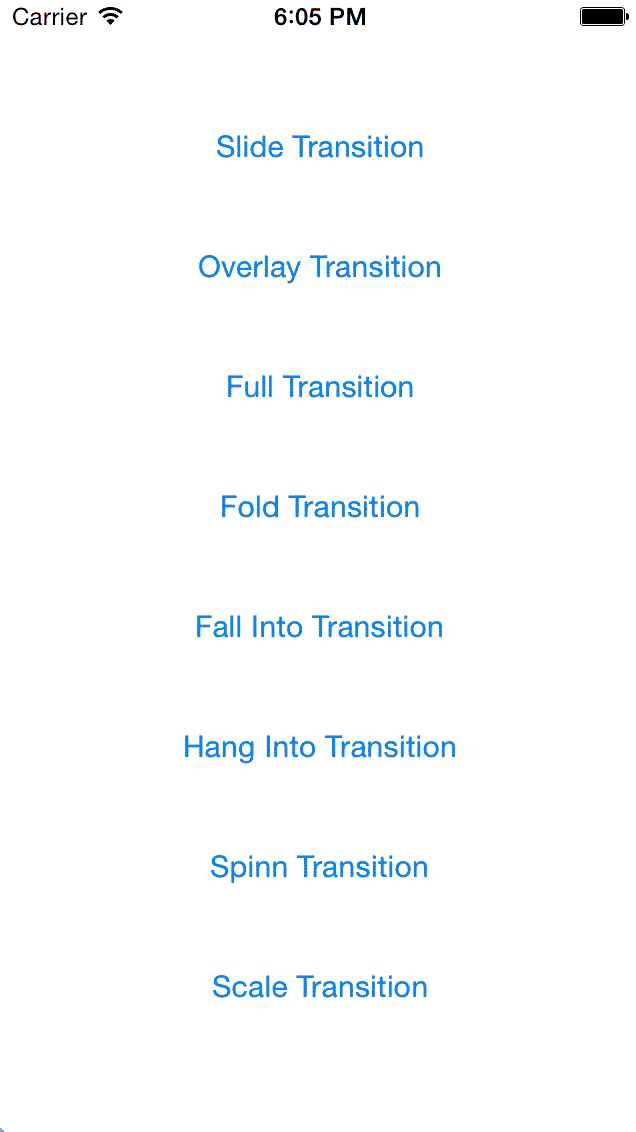 Carrier 6:05 PM
Slide Transition
Overlay Transition
Full Transition
Fold Transition
Fall Into Transition
Hang Into Transition
Spinn Transition
Scale Transition